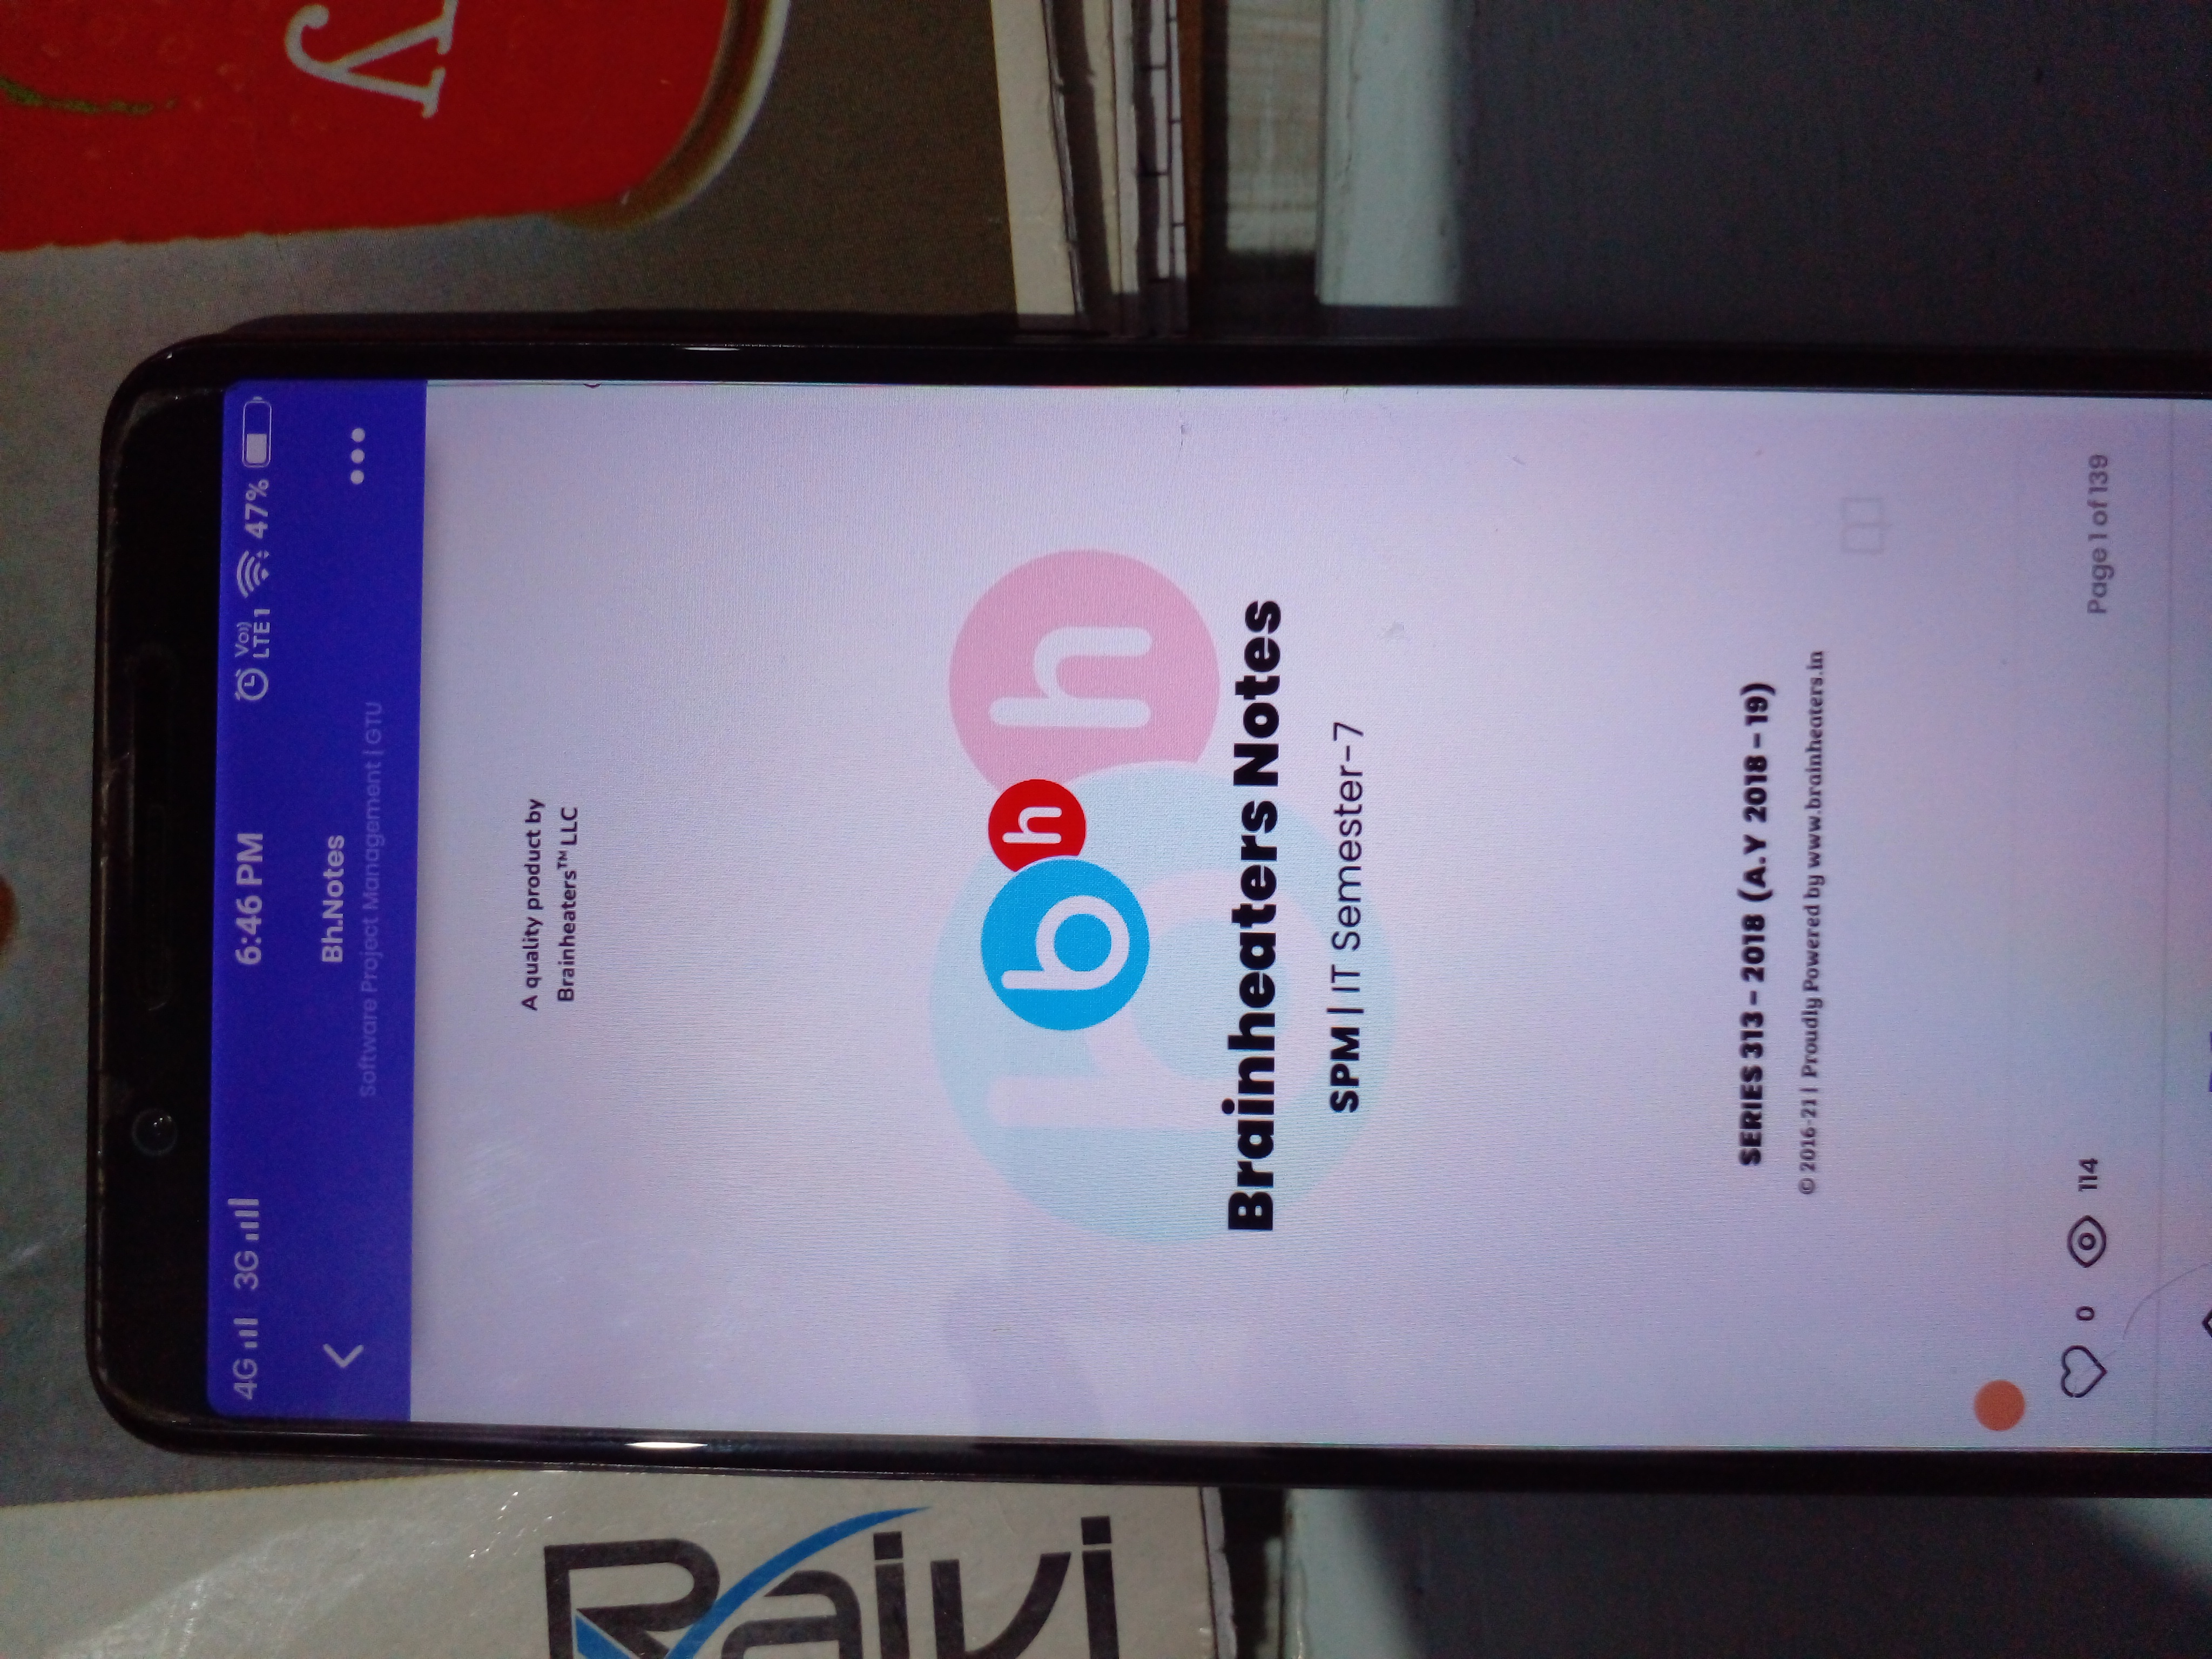 4G 3G 6:46 PM Vo)) LTE1 47%
Bh.Notes
Software Project Management | GTU
A quality product by
Brainheaters™ LLC
b h
b h
Brainheaters Notes
SPM | IT Semester-7
SERIES 313 - 2018 (A.Y 2018 - 19)
© 2016-21 | Proudly Powered by www.brainheaters.in
0 114 Page 1 of 139
y